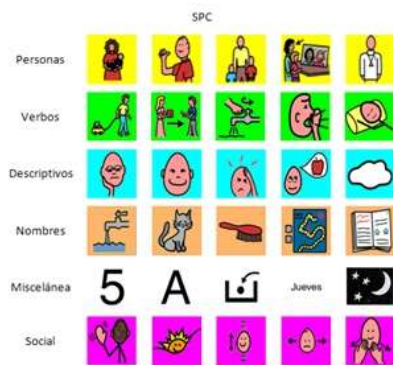 SPC
Personas
Verbos
Descriptivos
Nombres
Miscelánea
5 A Jueves
Social